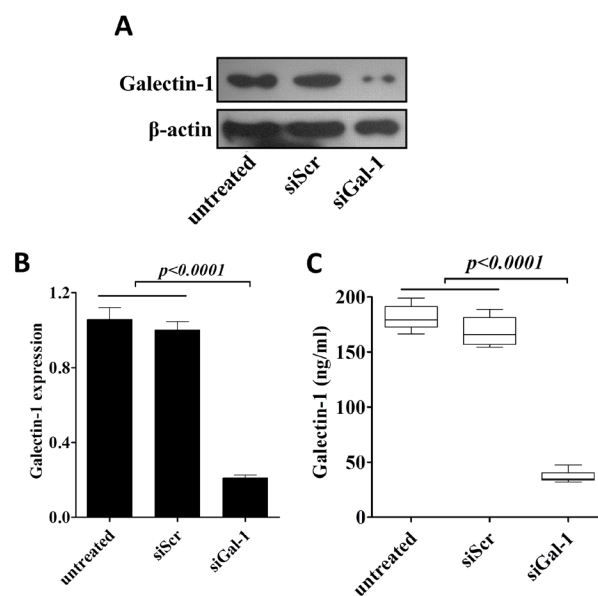 A
Galectin-1
β-actin
untreated
siScr
siGal-1
B
p<0.0001
Galectin-1 expression
1.2
0.8
0.4
0.0
untreated
siScr
siGal-1
C
p<0.0001
Galectin-1 (ng/ml)
200
150
100
50
0
untreated
siScr
siGal-1